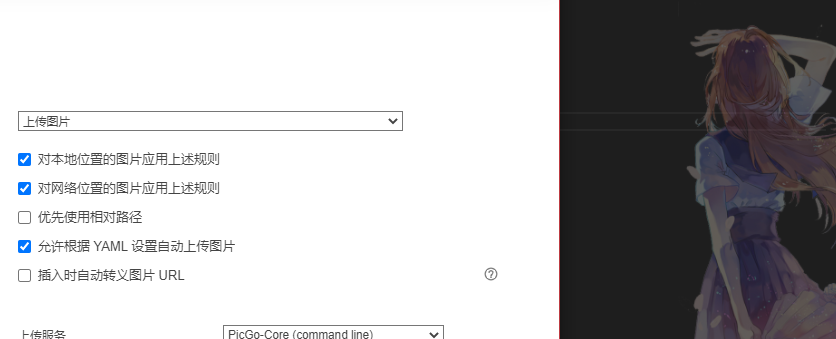 上传图片
对本地位置的图片应用上述规则
对网络位置的图片应用上述规则
优先使用相对路径
允许根据 YAML 设置自动上传图片
插入时自动转义图片 URL
上传服务 PicGo-Core (command line)